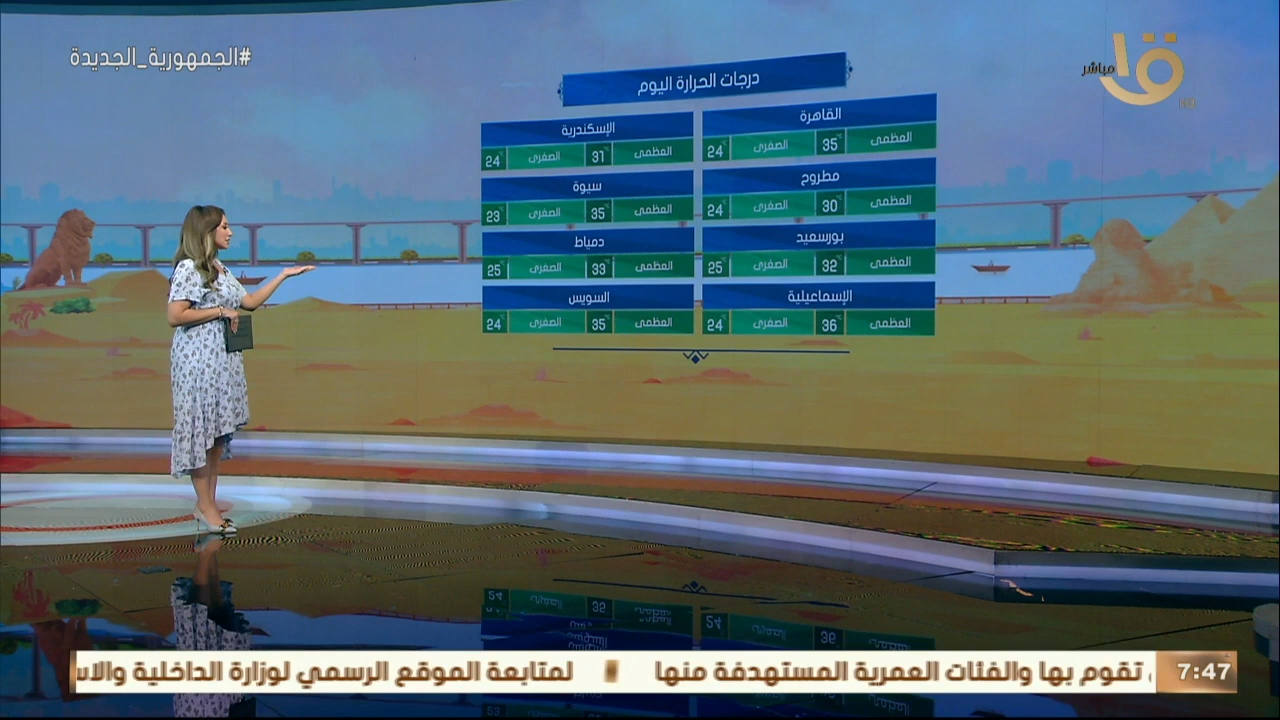 #الجمهورية_الجديدة
مباشر
درجات الحرارة اليوم
القاهرة
العظمى 35 الصغرى 24
الإسكندرية
العظمى 31 الصغرى 24
مطروح
العظمى 30 الصغرى 24
سيوة
العظمى 35 الصغرى 23
بورسعيد
العظمى 32 الصغرى 25
دمياط
العظمى 33 الصغرى 25
الإسماعيلية
العظمى 36 الصغرى 24
السويس
العظمى 35 الصغرى 24
7:47
تقوم بها والفئات العمرية المستهدفة منها لمتابعة الموقع الرسمي لوزارة الداخلية